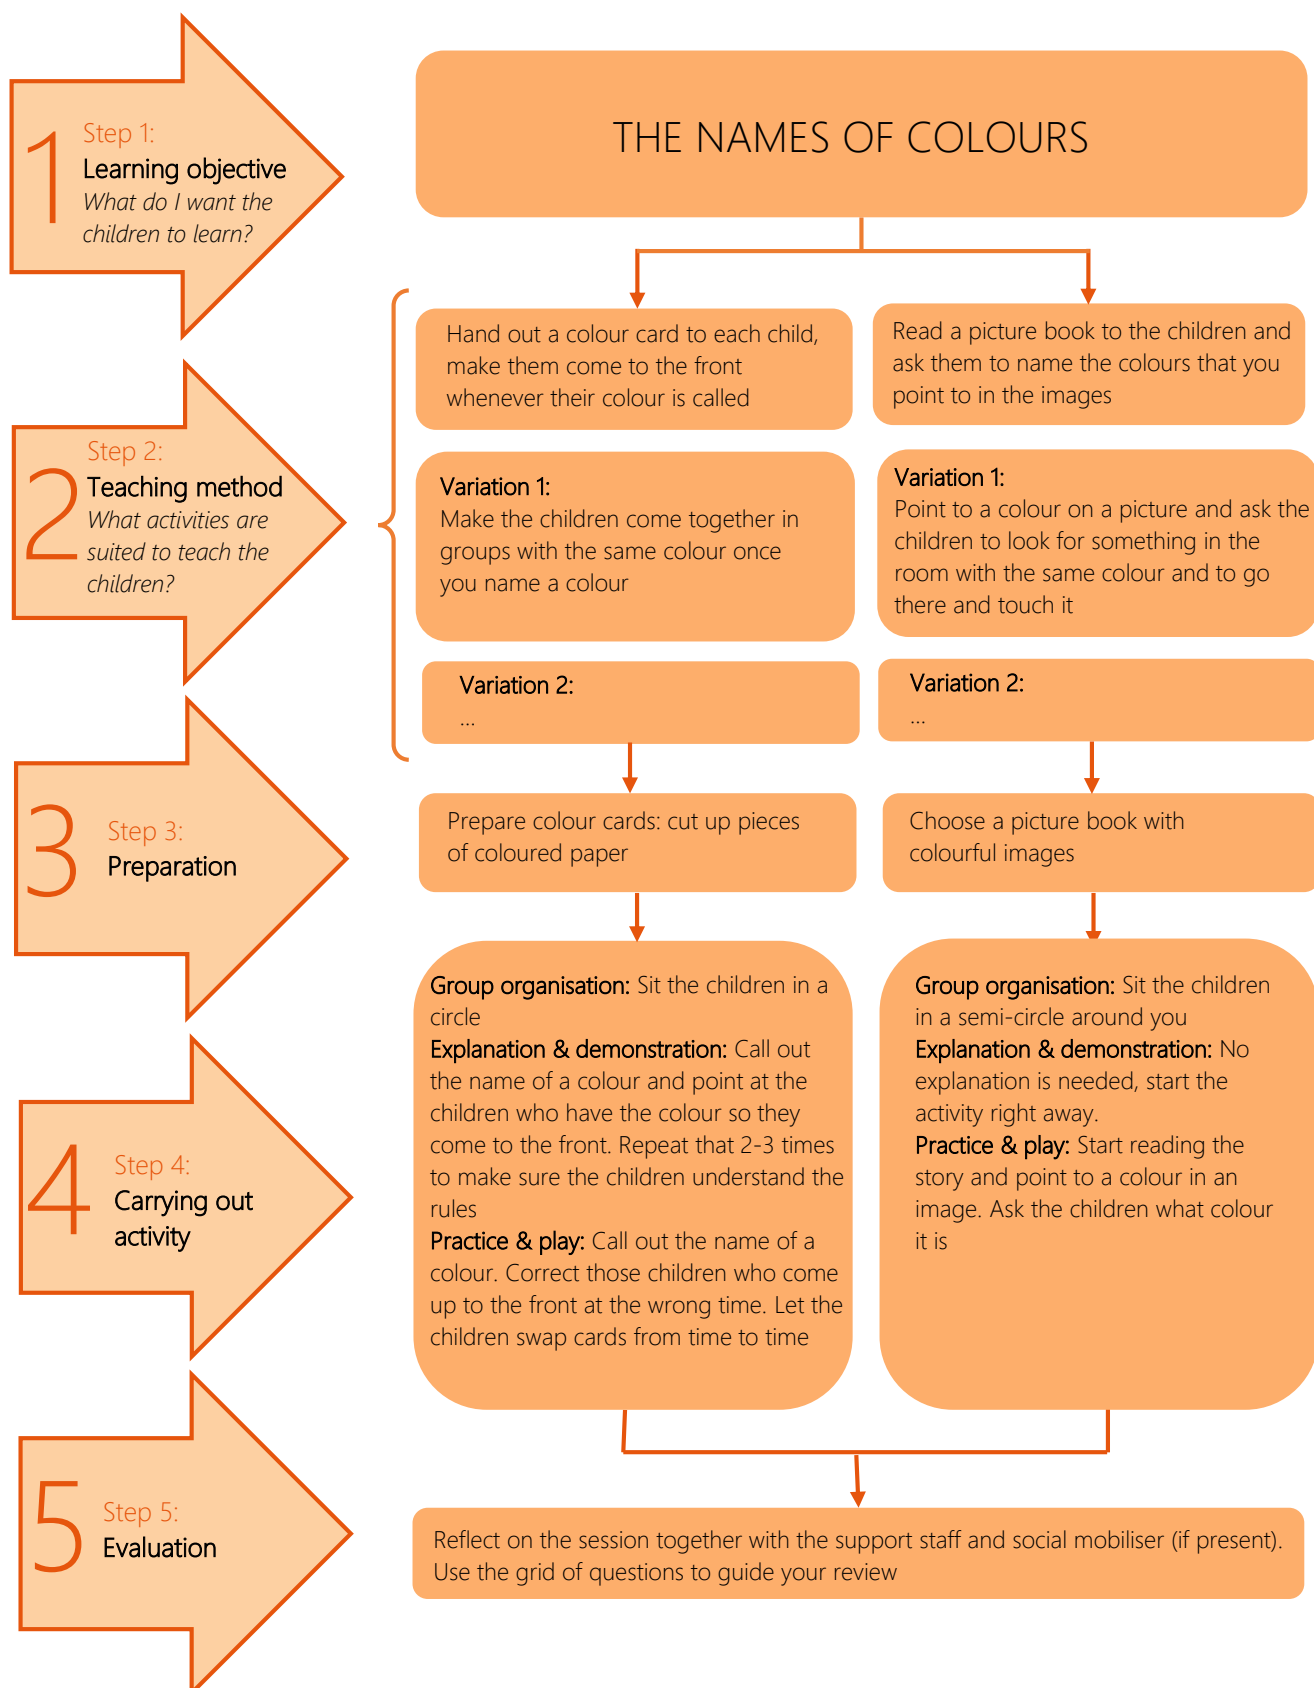 1
Step 1:
Learning objective
What do I want the
children to learn?
THE NAMES OF COLOURS
2
Step 2:
Teaching method
What activities are
suited to teach the
children?
Hand out a colour card to each child,
make them come to the front
whenever their colour is called
Read a picture book to the children and
ask them to name the colours that you
point to in the images
Variation 1:
Make the children come together in
groups with the same colour once
you name a colour
Variation 1:
Point to a colour on a picture and ask the
children to look for something in the
room with the same colour and to go
there and touch it
Variation 2:
...
Variation 2:
...
3
Step 3:
Preparation
Prepare colour cards: cut up pieces
of coloured paper
Choose a picture book with
colourful images
4
Step 4:
Carrying out
activity
Group organisation: Sit the children in a
circle
Explanation & demonstration: Call out
the name of a colour and point at the
children who have the colour so they
come to the front. Repeat that 2-3 times
to make sure the children understand the
rules
Practice & play: Call out the name of a
colour. Correct those children who come
up to the front at the wrong time. Let the
children swap cards from time to time
Group organisation: Sit the children
in a semi-circle around you
Explanation & demonstration: No
explanation is needed, start the
activity right away.
Practice & play: Start reading the
story and point to a colour in an
image. Ask the children what colour
it is
5
Step 5:
Evaluation
Reflect on the session together with the support staff and social mobiliser (if present).
Use the grid of questions to guide your review